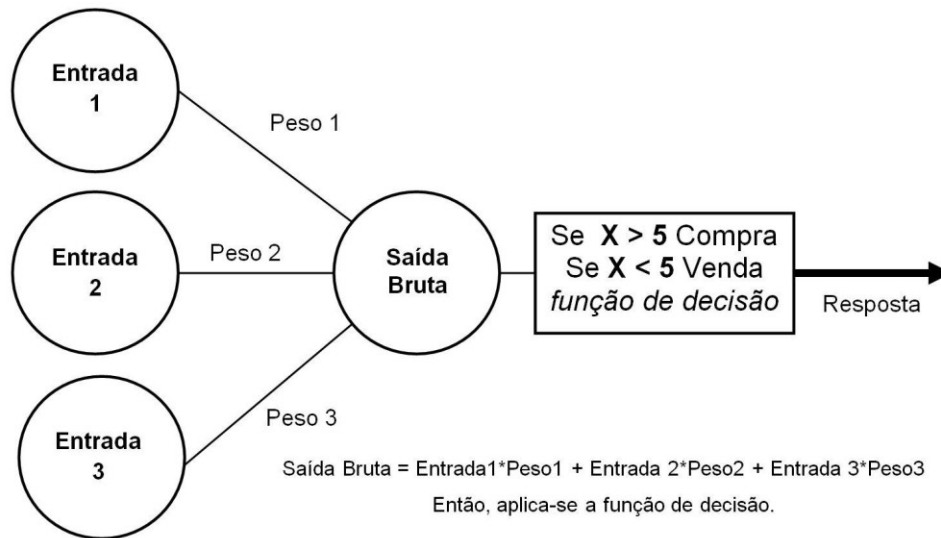 Entrada
1
Peso 1
Entrada
2
Peso 2
Saída
Bruta
Se X > 5 Compra
Se X < 5 Venda
função de decisão
Resposta
Entrada
3
Peso 3
Saída Bruta = Entrada1*Peso1 + Entrada 2*Peso2 + Entrada 3*Peso3
Então, aplica-se a função de decisão.